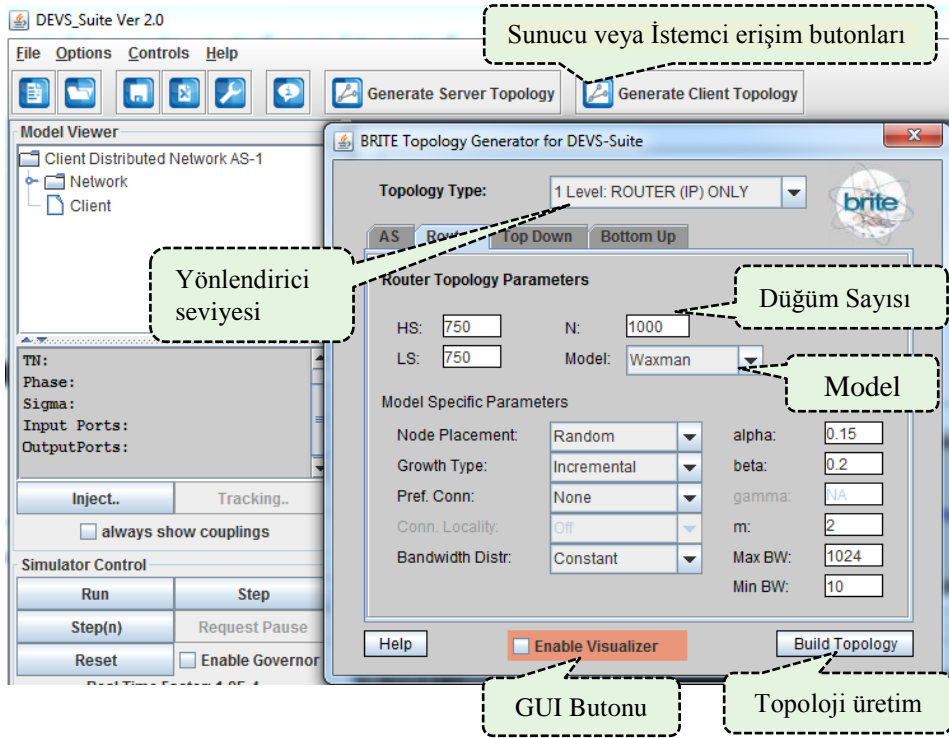 DEVS_Suite Ver 2.0
Sunucu veya İstemci erişim butonları
File Options Controls Help
Generate Server Topology
Generate Client Topology
Model Viewer
Client Distributed Network AS-1
Network
Client
BRITE Topology Generator for DEVS-Suite
Topology Type: 1 Level: ROUTER (IP) ONLY
brite
AS Top Down Bottom Up
Yönlendirici
seviyesi
Router Topology Parameters
Düğüm Sayısı
HS: 750 N: 1000
LS: 750 Model: Waxman
Model
Model Specific Parameters
Node Placement: Random alpha: 0.15
Growth Type: Incremental beta: 0.2
Pref. Conn: None gamma: NA
Conn. Locality: Off m: 2
Bandwidth Distr: Constant Max BW: 1024
Min BW: 10
TN:
Phase:
Sigma:
Input Ports:
OutputPorts:
Inject.. Tracking..
always show couplings
Simulator Control
Run Step
Step(n) Request Pause
Reset Enable Governor
Help Enable Visualizer Build Topology
GUI Butonu
Topoloji üretim